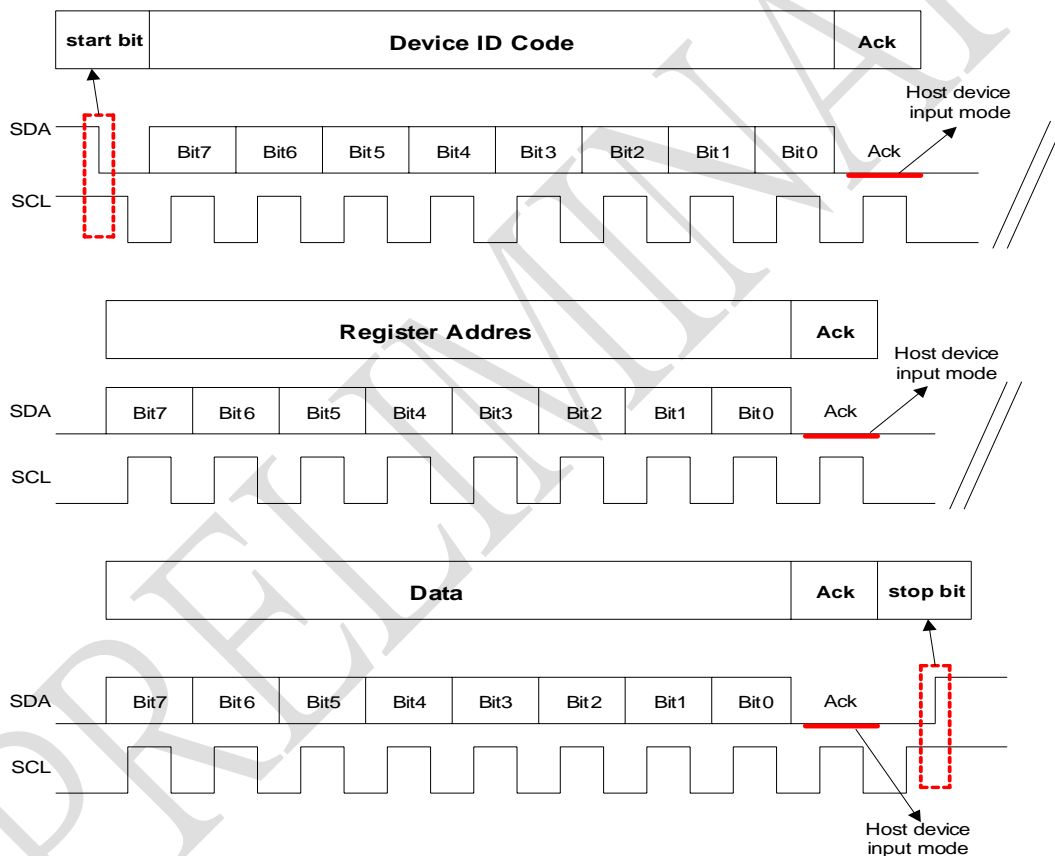 start bit Device ID Code Ack
Host device
input mode
SDA Bit7 Bit6 Bit5 Bit4 Bit3 Bit2 Bit1 Bit0 Ack
SCL
Register Addres Ack
Host device
input mode
SDA Bit7 Bit6 Bit5 Bit4 Bit3 Bit2 Bit1 Bit0 Ack
SCL
Data Ack stop bit
SDA Bit7 Bit6 Bit5 Bit4 Bit3 Bit2 Bit1 Bit0 Ack
SCL
Host device
input mode
PRELIMINA